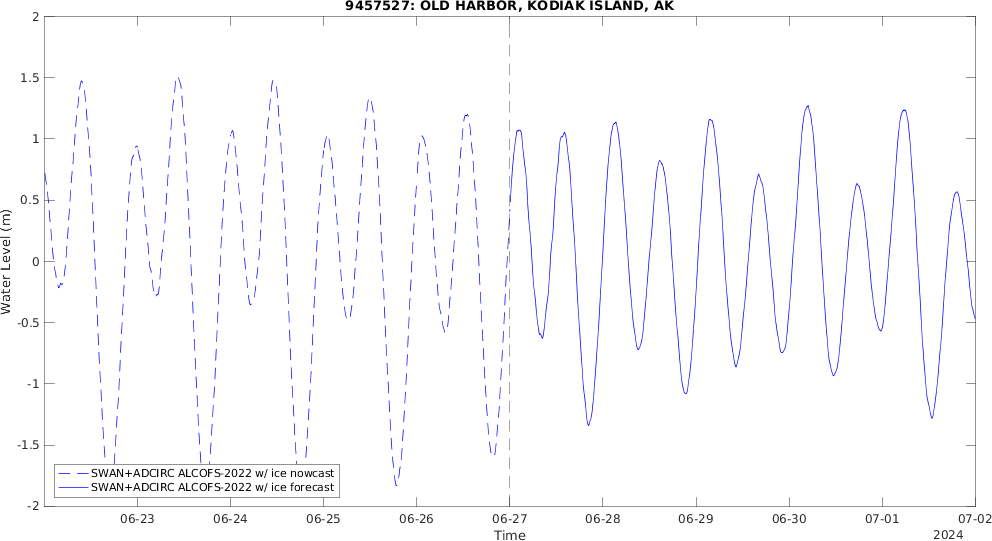 9457527: OLD HARBOR, KODIAK ISLAND, AK
2
1.5
1
0.5
0
-0.5
-1
-1.5
-2
Water Level (m)
SWAN+ADCIRC ALCOFS-2022 w/ ice nowcast
SWAN+ADCIRC ALCOFS-2022 w/ ice forecast
06-23 06-24 06-25 06-26 06-27 06-28 06-29 06-30 07-01 07-02
Time
2024